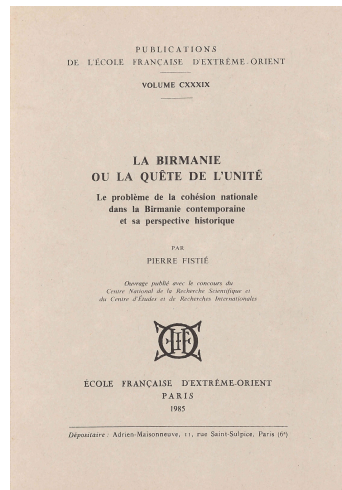 PUBLICATIONS
DE L'ÉCOLE FRANÇAISE D'EXTRÊME-ORIENT
VOLUME CXXXIX
LA BIRMANIE
OU LA QUÊTE DE L'UNITÉ
Le problème de la cohésion nationale
dans la Birmanie contemporaine
et sa perspective historique
PAR
PIERRE FISTIÉ
Ouvrage publié avec le concours du
Centre National de la Recherche Scientifique et
du Centre d'Études et de Recherches Internationales
ÉCOLE FRANÇAISE D'EXTRÊME-ORIENT
PARIS
1985
Dépositaire : Adrien-Maisonneuve, 11, rue Saint-Sulpice, Paris (6e)